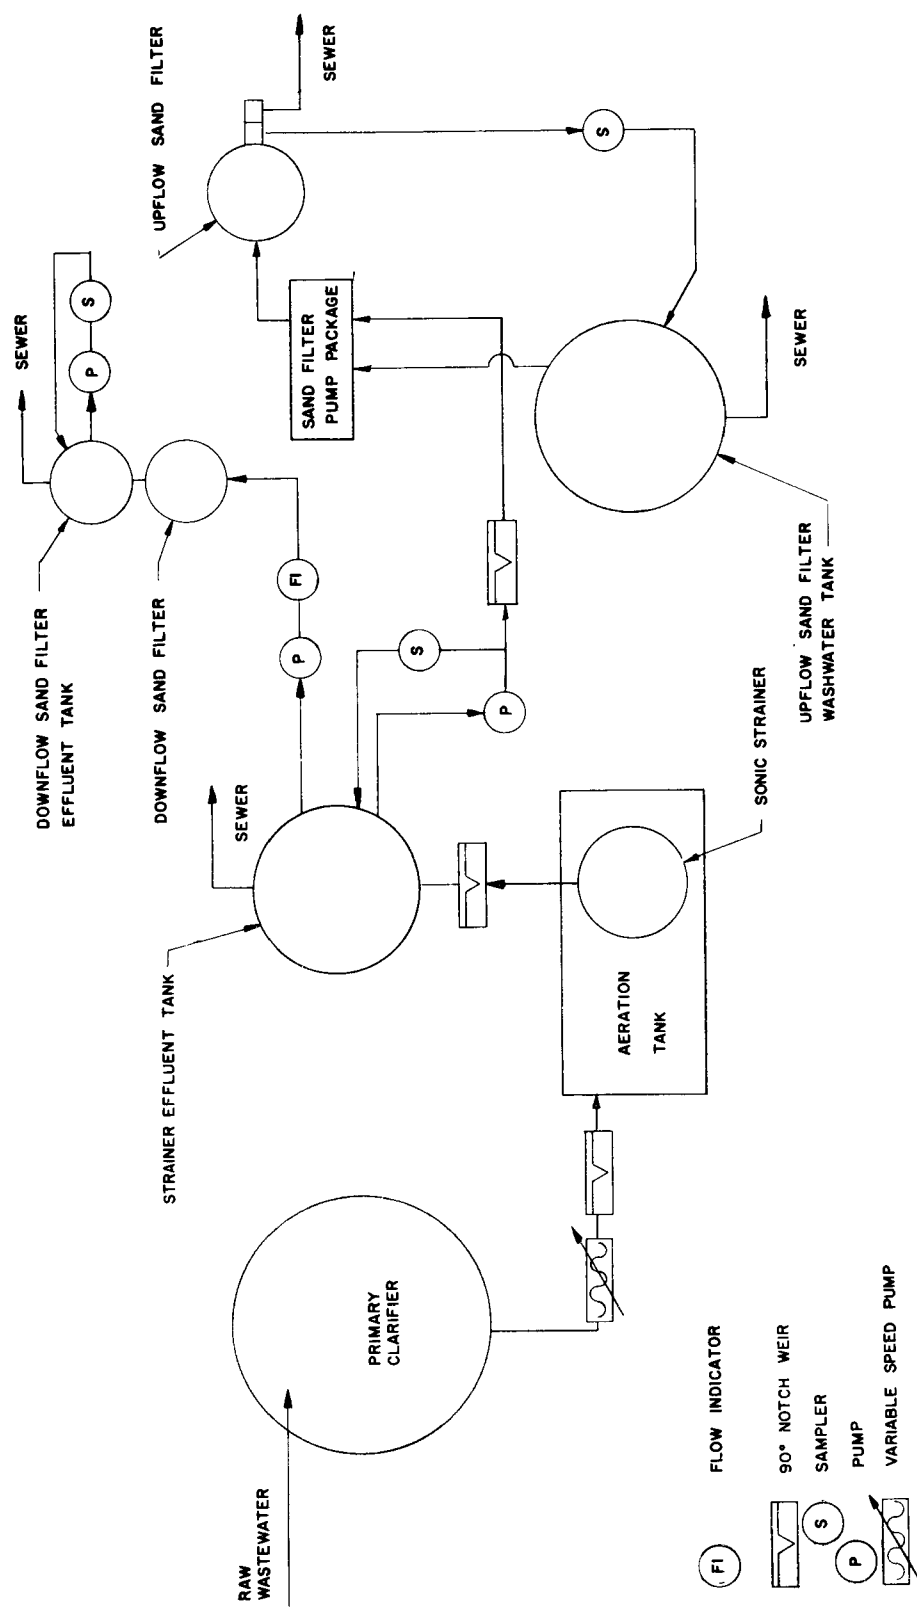 RAW
WASTEWATER
PRIMARY
CLARIFIER
STRAINER EFFLUENT TANK
SEWER
AERATION
TANK
SONIC STRAINER
DOWNFLOW SAND FILTER
EFFLUENT TANK
DOWNFLOW SAND FILTER
SEWER
P
S
P
FI
S
P
SAND FILTER
PUMP PACKAGE
UPFLOW SAND FILTER
SEWER
S
SEWER
UPFLOW SAND FILTER
WASHWATER TANK
FI
FLOW INDICATOR
90° NOTCH WEIR
S
SAMPLER
P
PUMP
VARIABLE SPEED PUMP